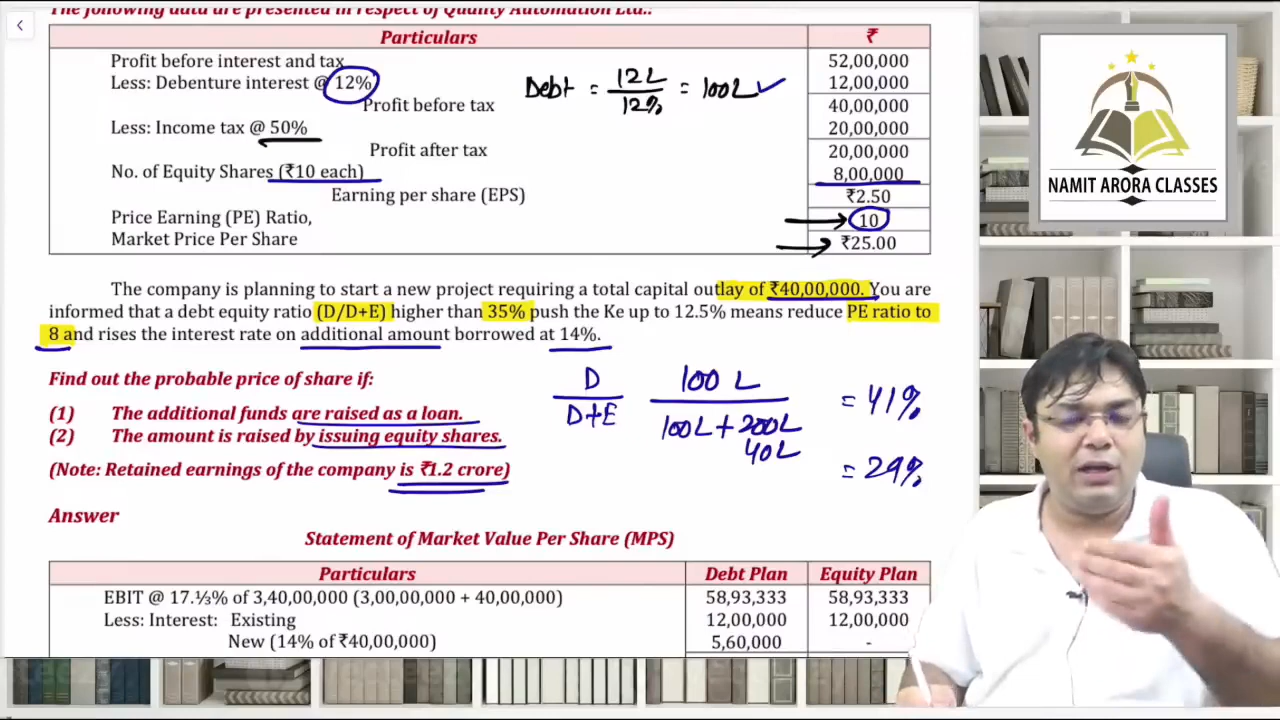 The following data are presented in respect of Quality Automation Ltd.:
Particulars ₹
Profit before interest and tax 52,00,000
Less: Debenture interest @ 12% 12,00,000
Profit before tax 40,00,000
Less: Income tax @ 50% 20,00,000
Profit after tax 20,00,000
No. of Equity Shares (₹10 each) 8,00,000
Earning per share (EPS) ₹2.50
Price Earning (PE) Ratio, 10
Market Price Per Share ₹25.00
Debt = 12L / 12% = 100L ✓
NAMIT ARORA CLASSES
The company is planning to start a new project requiring a total capital outlay of ₹40,00,000. You are
informed that a debt equity ratio (D/D+E) higher than 35% push the Ke up to 12.5% means reduce PE ratio to
8 and rises the interest rate on additional amount borrowed at 14%.
Find out the probable price of share if:
(1) The additional funds are raised as a loan.
(2) The amount is raised by issuing equity shares.
(Note: Retained earnings of the company is ₹1.2 crore)
D 100 L
D+E 100L + 200L = 41%
40L
= 29%
Answer
Statement of Market Value Per Share (MPS)
Particulars Debt Plan Equity Plan
EBIT @ 17.⅓% of 3,40,00,000 (3,00,00,000 + 40,00,000) 58,93,333 58,93,333
Less: Interest: Existing 12,00,000 12,00,000
New (14% of ₹40,00,000) 5,60,000 -